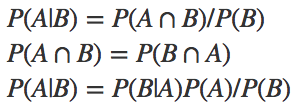 P(A|B) = P(A ∩ B)/P(B)
P(A ∩ B) = P(B ∩ A)
P(A|B) = P(B|A)P(A)/P(B)